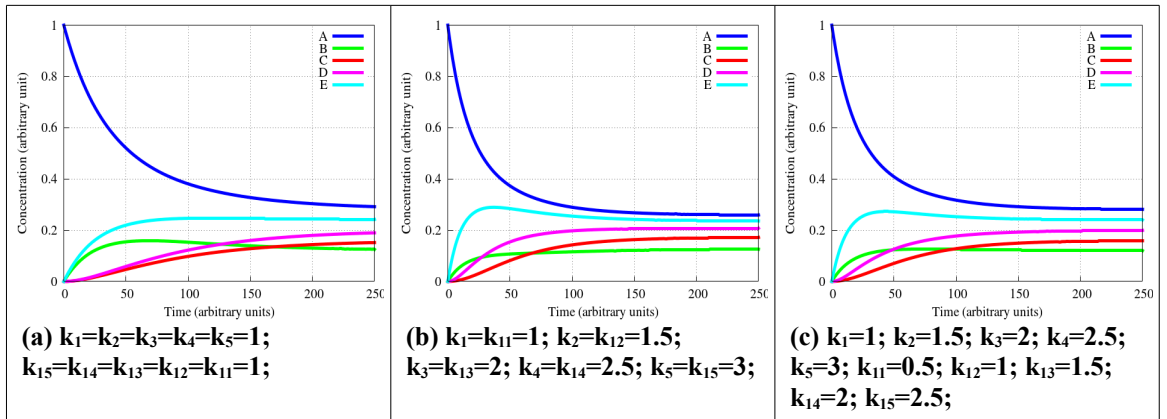 1
0.8
0.6
0.4
0.2
0
Concentration (arbitrary unit)
A
B
C
D
E
0 50 100 150 200 250
Time (arbitrary units)
(a) k₁=k₂=k₃=k₄=k₅=1;
k₁₅=k₁₄=k₁₃=k₁₂=k₁₁=1;
1
0.8
0.6
0.4
0.2
0
Concentration (arbitrary unit)
A
B
C
D
E
0 50 100 150 200 250
Time (arbitrary units)
(b) k₁=k₁₁=1; k₂=k₁₂=1.5;
k₃=k₁₃=2; k₄=k₁₄=2.5; k₅=k₁₅=3;
1
0.8
0.6
0.4
0.2
0
Concentration (arbitrary unit)
A
B
C
D
E
0 50 100 150 200 250
Time (arbitrary units)
(c) k₁=1; k₂=1.5; k₃=2; k₄=2.5;
k₅=3; k₁₁=0.5; k₁₂=1; k₁₃=1.5;
k₁₄=2; k₁₅=2.5;